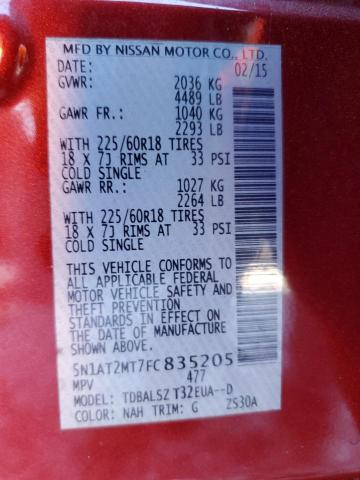 MFD BY NISSAN MOTOR CO., LTD.
DATE: 02/15
GVWR: 2036 KG
4489 LB
GAWR FR.: 1040 KG
2293 LB
WITH 225/60R18 TIRES
18 X 7J RIMS AT 33 PSI
COLD SINGLE
GAWR RR.: 1027 KG
2264 LB
WITH 225/60R18 TIRES
18 X 7J RIMS AT 33 PSI
COLD SINGLE
THIS VEHICLE CONFORMS TO
ALL APPLICABLE FEDERAL
MOTOR VEHICLE SAFETY AND
THEFT PREVENTION
STANDARDS IN EFFECT ON
THE DATE OF MANUFACTURE
SHOWN ABOVE.
5N1AT2MT7FC835205
MPV 477
MODEL: TDBALSZ T32EUA--D
COLOR: NAH TRIM: G ZS30A